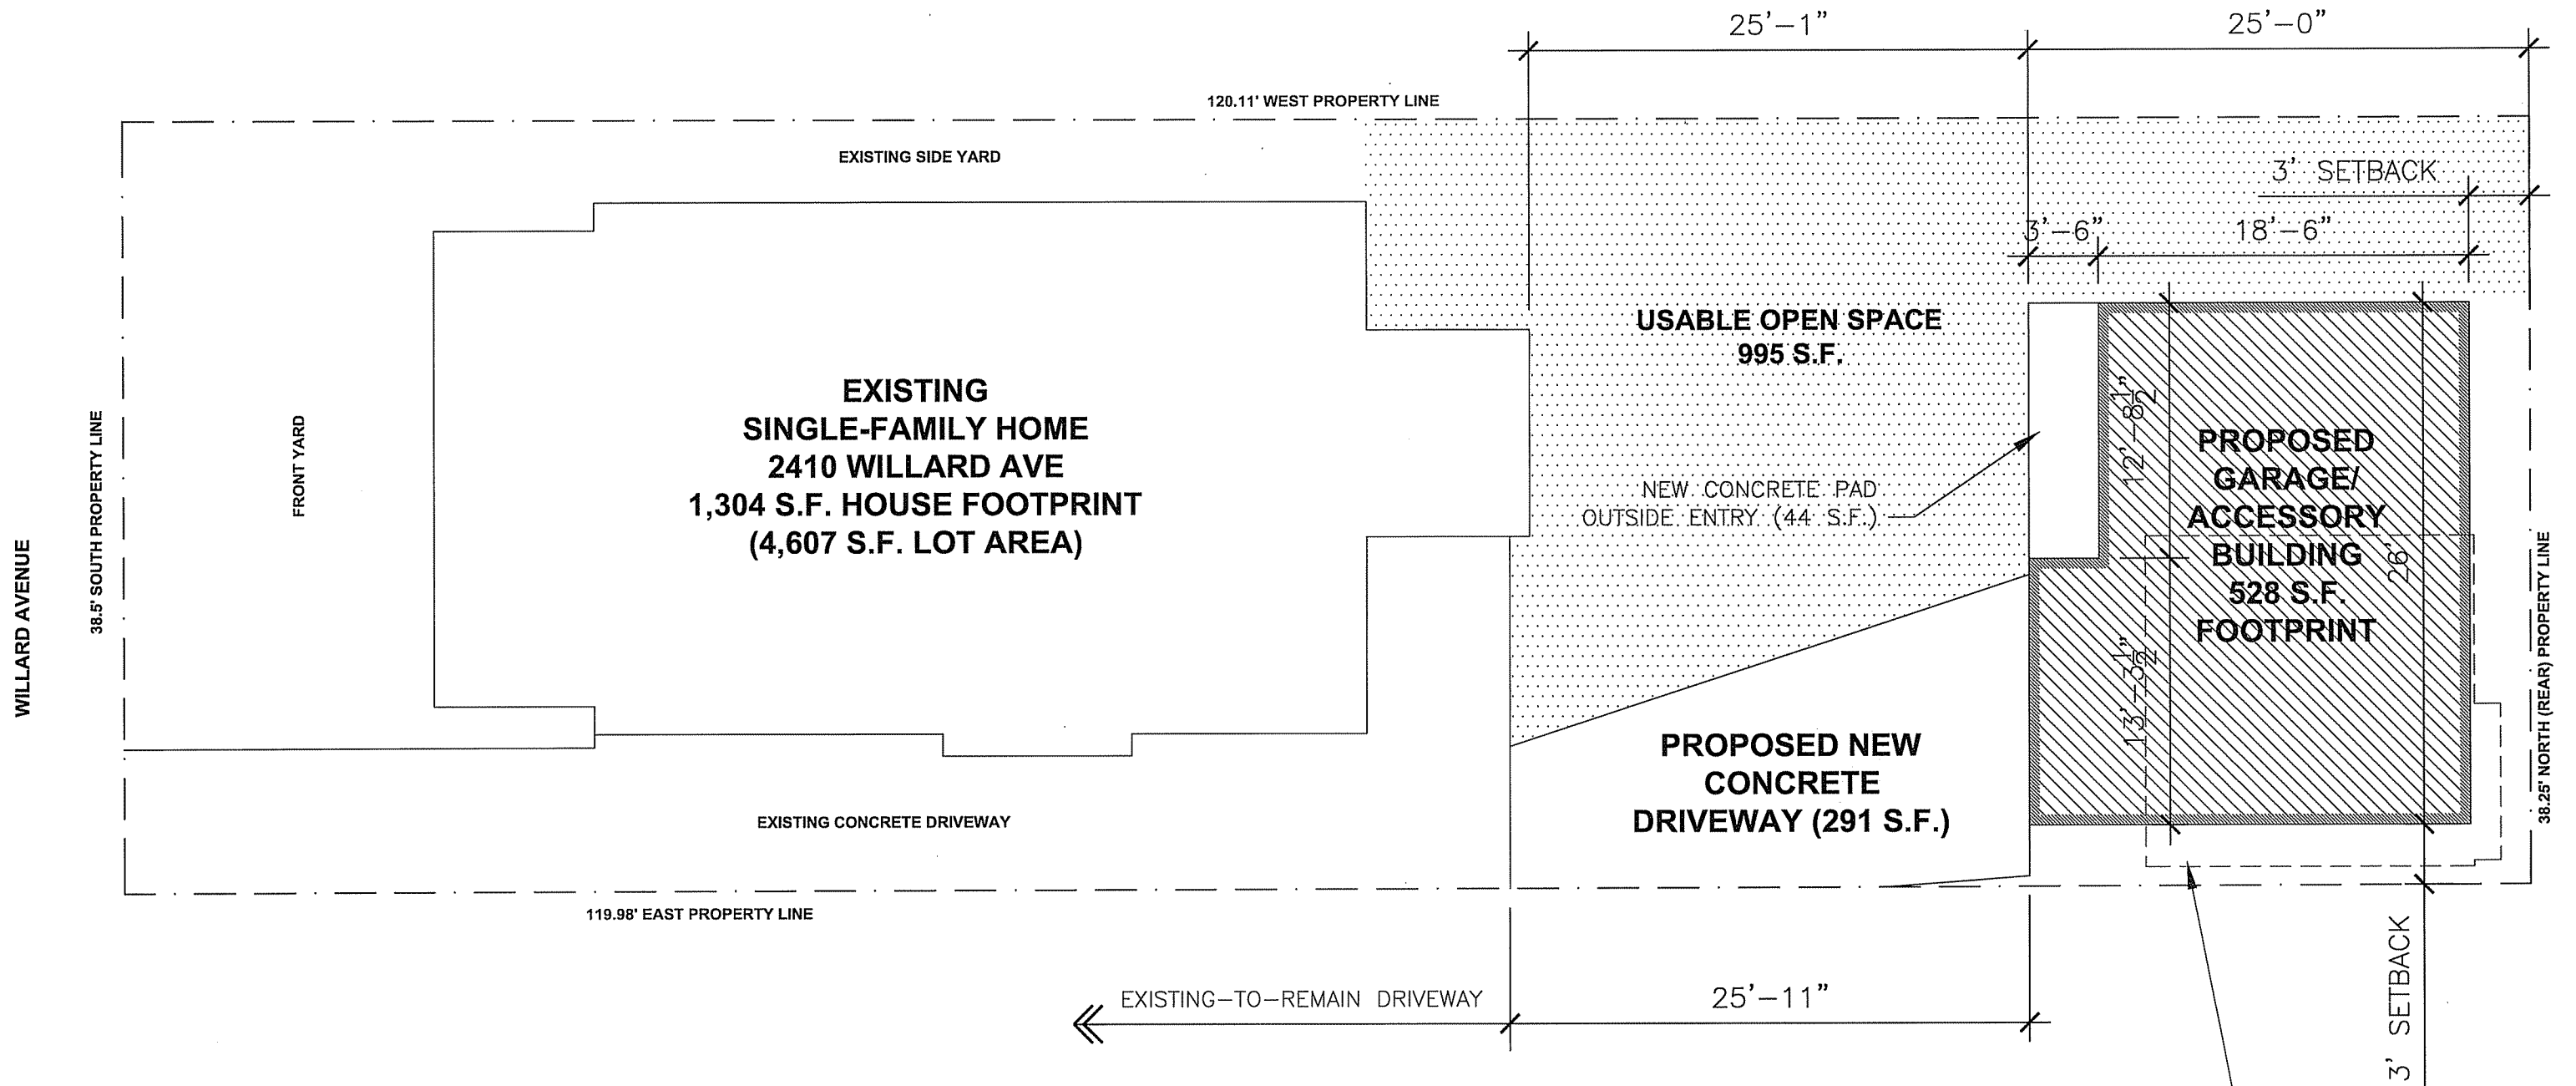 25'-1"
25'-0"
120.11' WEST PROPERTY LINE
EXISTING SIDE YARD
3' SETBACK
3'-6"
18'-6"
USABLE OPEN SPACE
995 S.F.
EXISTING
SINGLE-FAMILY HOME
2410 WILLARD AVE
1,304 S.F. HOUSE FOOTPRINT
(4,607 S.F. LOT AREA)
WILLARD AVENUE
38.5' SOUTH PROPERTY LINE
FRONT YARD
NEW CONCRETE PAD
OUTSIDE ENTRY (44 S.F.)
12'-8 1/2"
13'-3 1/2"
26'
PROPOSED
GARAGE/
ACCESSORY
BUILDING
528 S.F.
FOOTPRINT
38.25' NORTH (REAR) PROPERTY LINE
PROPOSED NEW
CONCRETE
DRIVEWAY (291 S.F.)
EXISTING CONCRETE DRIVEWAY
119.98' EAST PROPERTY LINE
EXISTING-TO-REMAIN DRIVEWAY
25'-11"
3' SETBACK